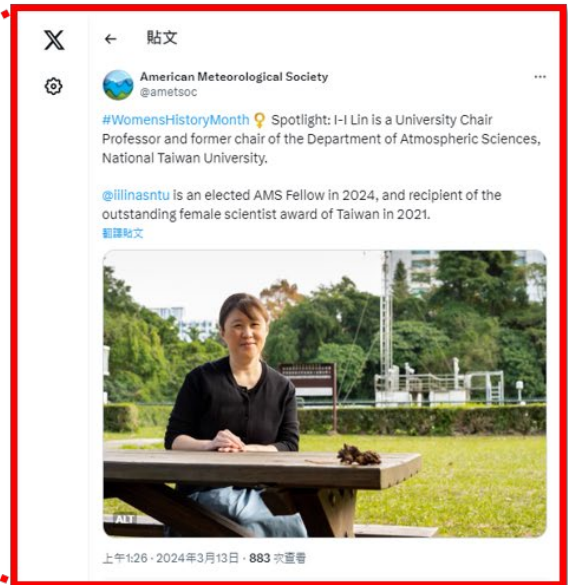 貼文
American Meteorological Society
@ametsoc
#WomensHistoryMonth Spotlight: I-I Lin is a University Chair
Professor and former chair of the Department of Atmospheric Sciences,
National Taiwan University.
@iilinasntu is an elected AMS Fellow in 2024, and recipient of the
outstanding female scientist award of Taiwan in 2021.
翻譯貼文
ALT
上午1:26 · 2024年3月13日 · 883 次查看